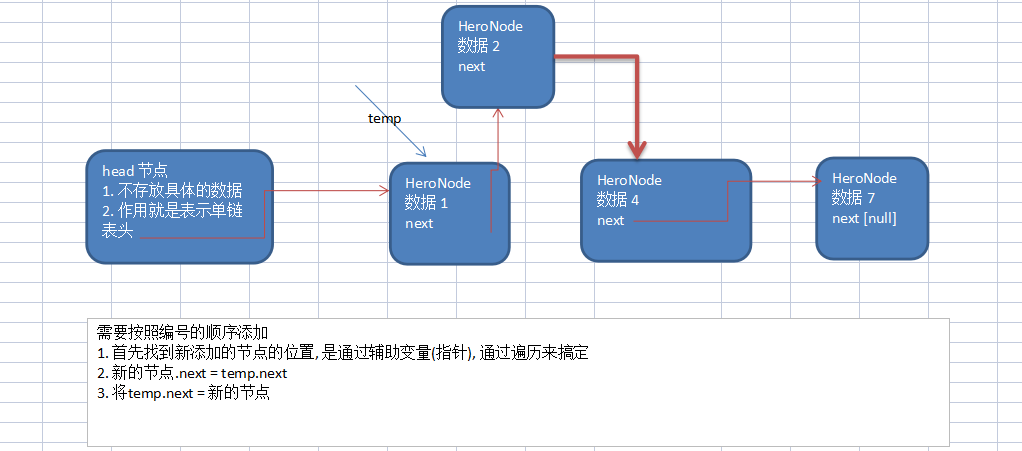 HeroNode
数据 2
next
temp
head 节点
1. 不存放具体的数据
2. 作用就是表示单链
表头
HeroNode
数据 1
next
HeroNode
数据 4
next
HeroNode
数据 7
next [null]
需要按照编号的顺序添加
1. 首先找到新添加的节点的位置, 是通过辅助变量(指针), 通过遍历来搞定
2. 新的节点.next = temp.next
3. 将temp.next = 新的节点